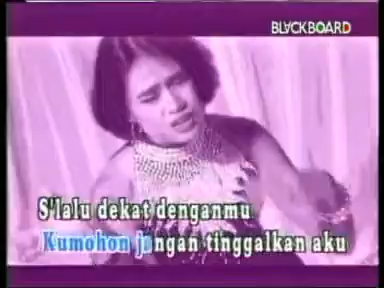 BLACKBOARD
S'lalu dekat denganmu
Kumohon jangan tinggalkan aku